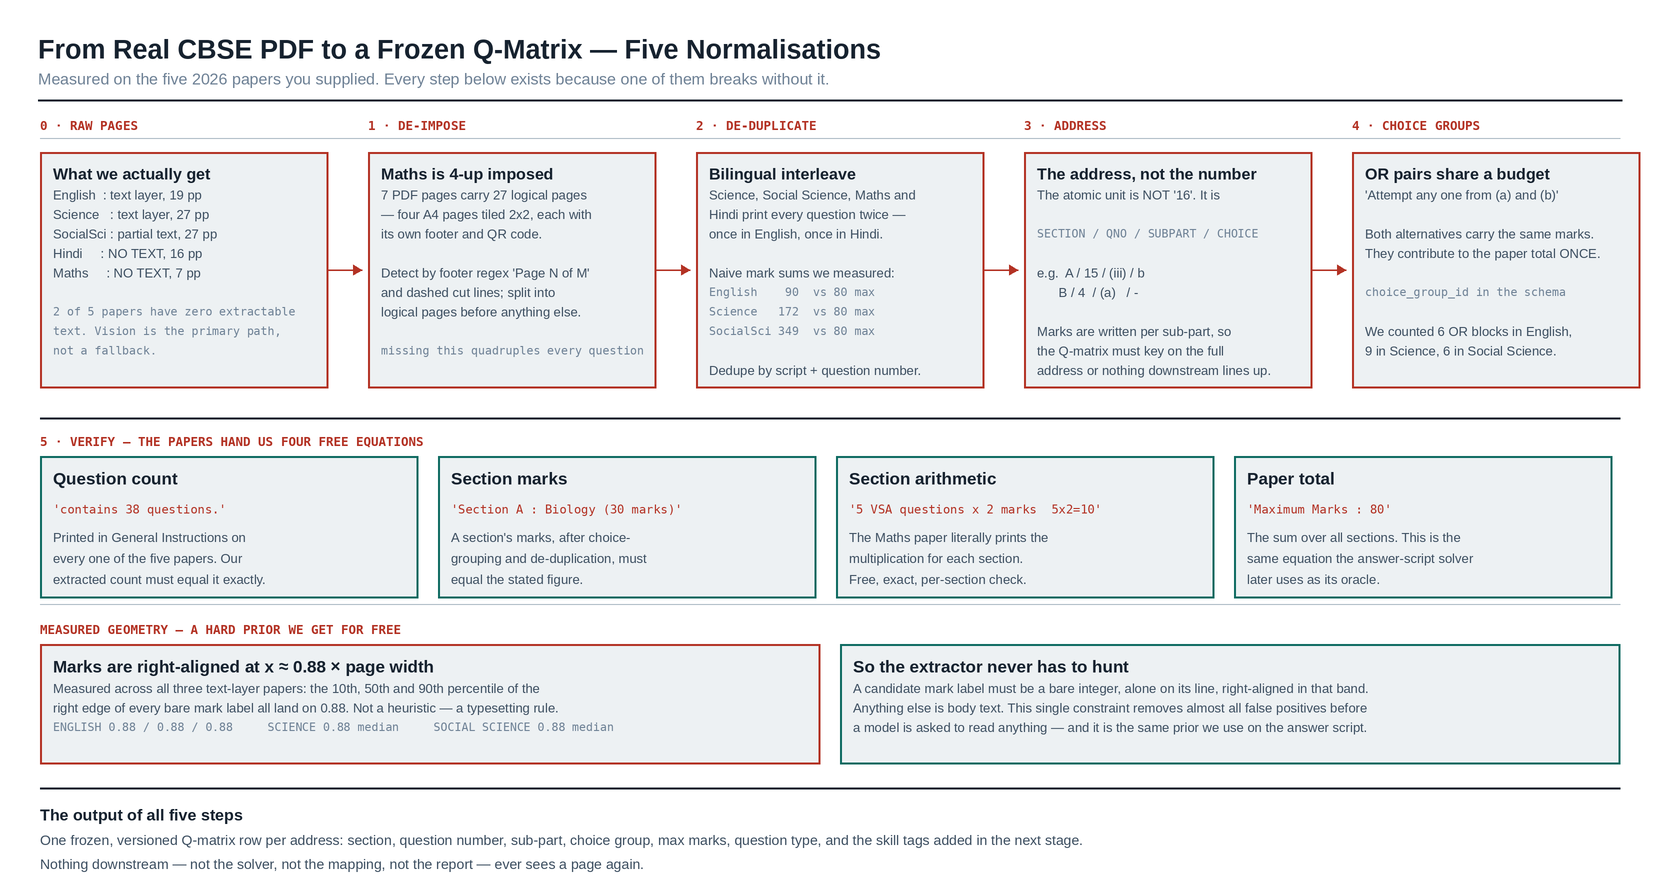 From Real CBSE PDF to a Frozen Q-Matrix — Five Normalisations
Measured on the five 2026 papers you supplied. Every step below exists because one of them breaks without it.
0 · RAW PAGES
What we actually get
English : text layer, 19 pp
Science : text layer, 27 pp
SocialSci : partial text, 27 pp
Hindi : NO TEXT, 16 pp
Maths : NO TEXT, 7 pp
2 of 5 papers have zero extractable
text. Vision is the primary path,
not a fallback.
1 · DE-IMPOSE
Maths is 4-up imposed
7 PDF pages carry 27 logical pages
— four A4 pages tiled 2x2, each with
its own footer and QR code.
Detect by footer regex 'Page N of M'
and dashed cut lines; split into
logical pages before anything else.
missing this quadruples every question
2 · DE-DUPLICATE
Bilingual interleave
Science, Social Science, Maths and
Hindi print every question twice —
once in English, once in Hindi.
Naive mark sums we measured:
English 90 vs 80 max
Science 172 vs 80 max
SocialSci 349 vs 80 max
Dedupe by script + question number.
3 · ADDRESS
The address, not the number
The atomic unit is NOT '16'. It is
SECTION / QNO / SUBPART / CHOICE
e.g. A / 15 / (iii) / b
B / 4 / (a) / -
Marks are written per sub-part, so
the Q-matrix must key on the full
address or nothing downstream lines up.
4 · CHOICE GROUPS
OR pairs share a budget
'Attempt any one from (a) and (b)'
Both alternatives carry the same marks.
They contribute to the paper total ONCE.
choice_group_id in the schema
We counted 6 OR blocks in English,
9 in Science, 6 in Social Science.
5 · VERIFY — THE PAPERS HAND US FOUR FREE EQUATIONS
Question count
'contains 38 questions.'
Printed in General Instructions on
every one of the five papers. Our
extracted count must equal it exactly.
Section marks
'Section A : Biology (30 marks)'
A section's marks, after choice-
grouping and de-duplication, must
equal the stated figure.
Section arithmetic
'5 VSA questions x 2 marks 5x2=10'
The Maths paper literally prints the
multiplication for each section.
Free, exact, per-section check.
Paper total
'Maximum Marks : 80'
The sum over all sections. This is the
same equation the answer-script solver
later uses as its oracle.
MEASURED GEOMETRY — A HARD PRIOR WE GET FOR FREE
Marks are right-aligned at x ≈ 0.88 × page width
Measured across all three text-layer papers: the 10th, 50th and 90th percentile of the
right edge of every bare mark label all land on 0.88. Not a heuristic — a typesetting rule.
ENGLISH 0.88 / 0.88 / 0.88 SCIENCE 0.88 median SOCIAL SCIENCE 0.88 median
So the extractor never has to hunt
A candidate mark label must be a bare integer, alone on its line, right-aligned in that band.
Anything else is body text. This single constraint removes almost all false positives before
a model is asked to read anything — and it is the same prior we use on the answer script.
The output of all five steps
One frozen, versioned Q-matrix row per address: section, question number, sub-part, choice group, max marks, question type, and the skill tags added in the next stage.
Nothing downstream — not the solver, not the mapping, not the report — ever sees a page again.